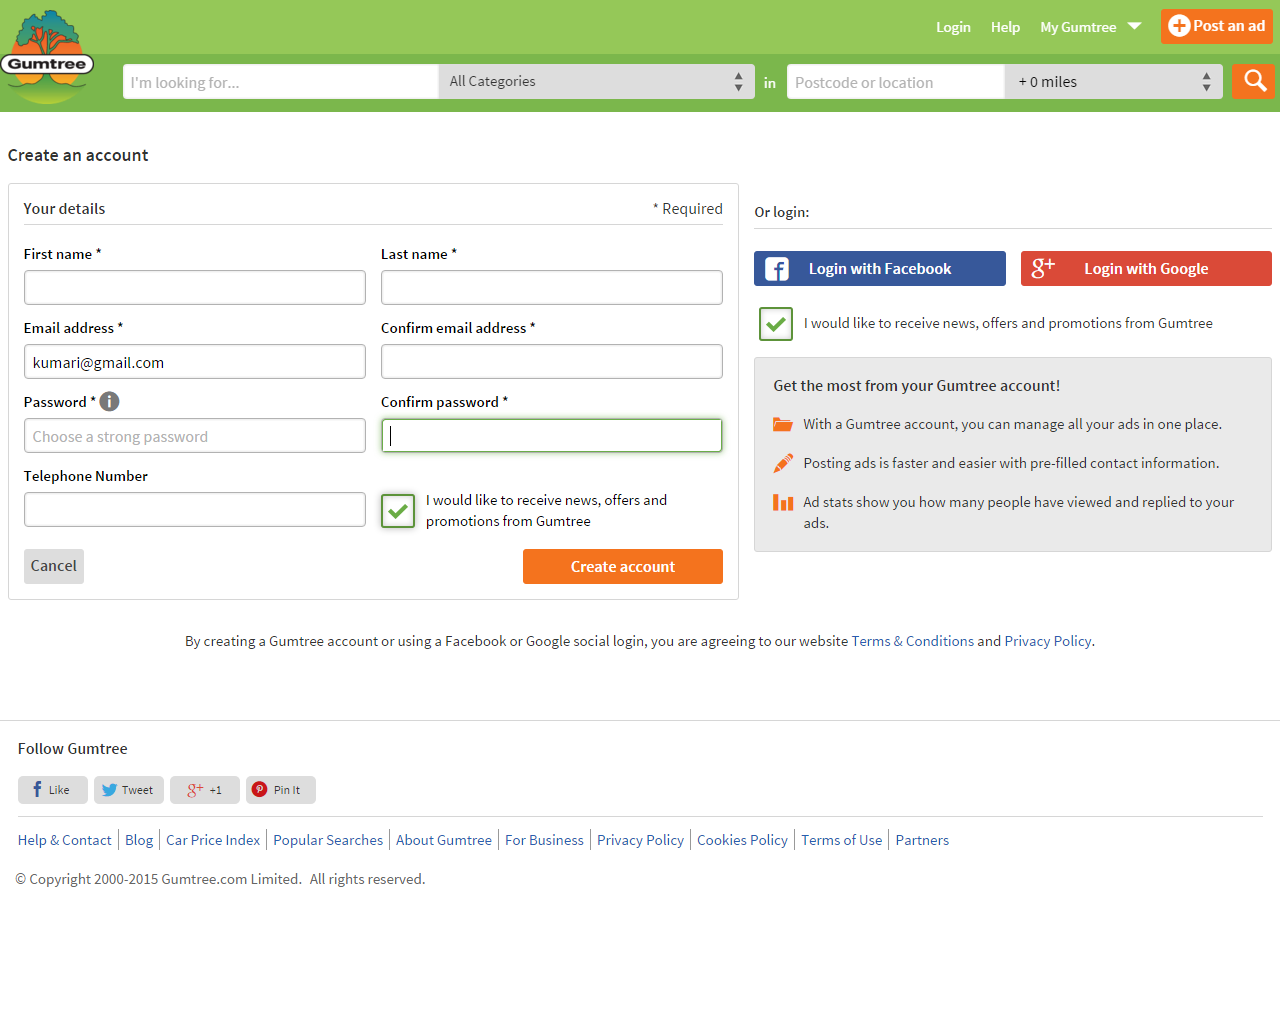 Gumtree
Login Help My Gumtree Post an ad
I'm looking for... All Categories in Postcode or location + 0 miles
Create an account
Your details * Required
First name * Last name *
Email address * Confirm email address *
kumari@gmail.com
Password * i Confirm password *
Choose a strong password
Telephone Number
I would like to receive news, offers and
promotions from Gumtree
Cancel Create account
Or login:
Login with Facebook Login with Google
I would like to receive news, offers and promotions from Gumtree
Get the most from your Gumtree account!
With a Gumtree account, you can manage all your ads in one place.
Posting ads is faster and easier with pre-filled contact information.
Ad stats show you how many people have viewed and replied to your
ads.
By creating a Gumtree account or using a Facebook or Google social login, you are agreeing to our website Terms & Conditions and Privacy Policy.
Follow Gumtree
Like Tweet +1 Pin It
Help & Contact Blog Car Price Index Popular Searches About Gumtree For Business Privacy Policy Cookies Policy Terms of Use Partners
© Copyright 2000-2015 Gumtree.com Limited. All rights reserved.